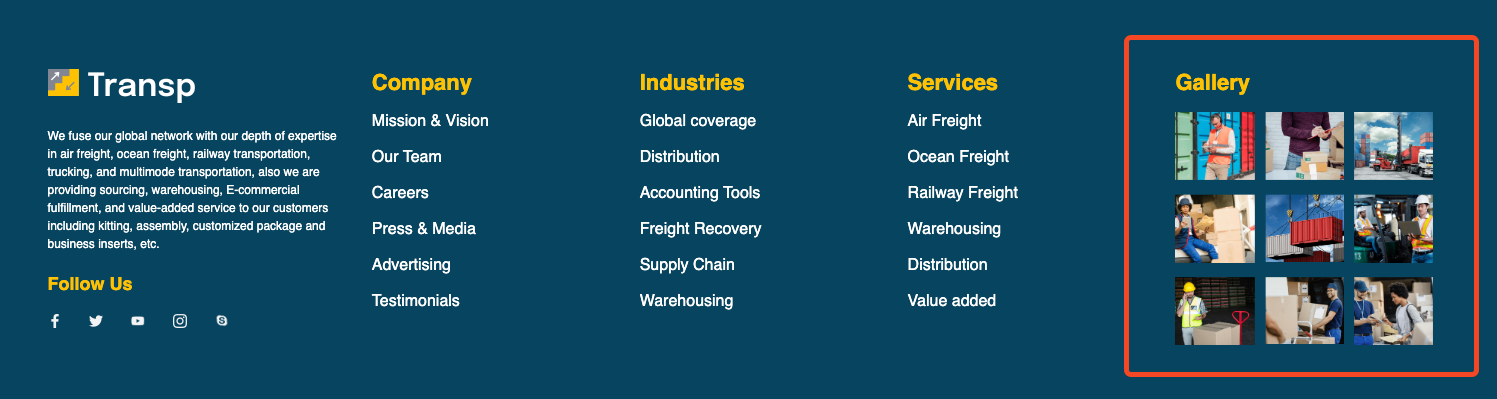 Transp
We fuse our global network with our depth of expertise
in air freight, ocean freight, railway transportation,
trucking, and multimode transportation, also we are
providing sourcing, warehousing, E-commercial
fulfillment, and value-added service to our customers
including kitting, assembly, customized package and
business inserts, etc.
Follow Us
Company
Mission & Vision
Our Team
Careers
Press & Media
Advertising
Testimonials
Industries
Global coverage
Distribution
Accounting Tools
Freight Recovery
Supply Chain
Warehousing
Services
Air Freight
Ocean Freight
Railway Freight
Warehousing
Distribution
Value added
Gallery